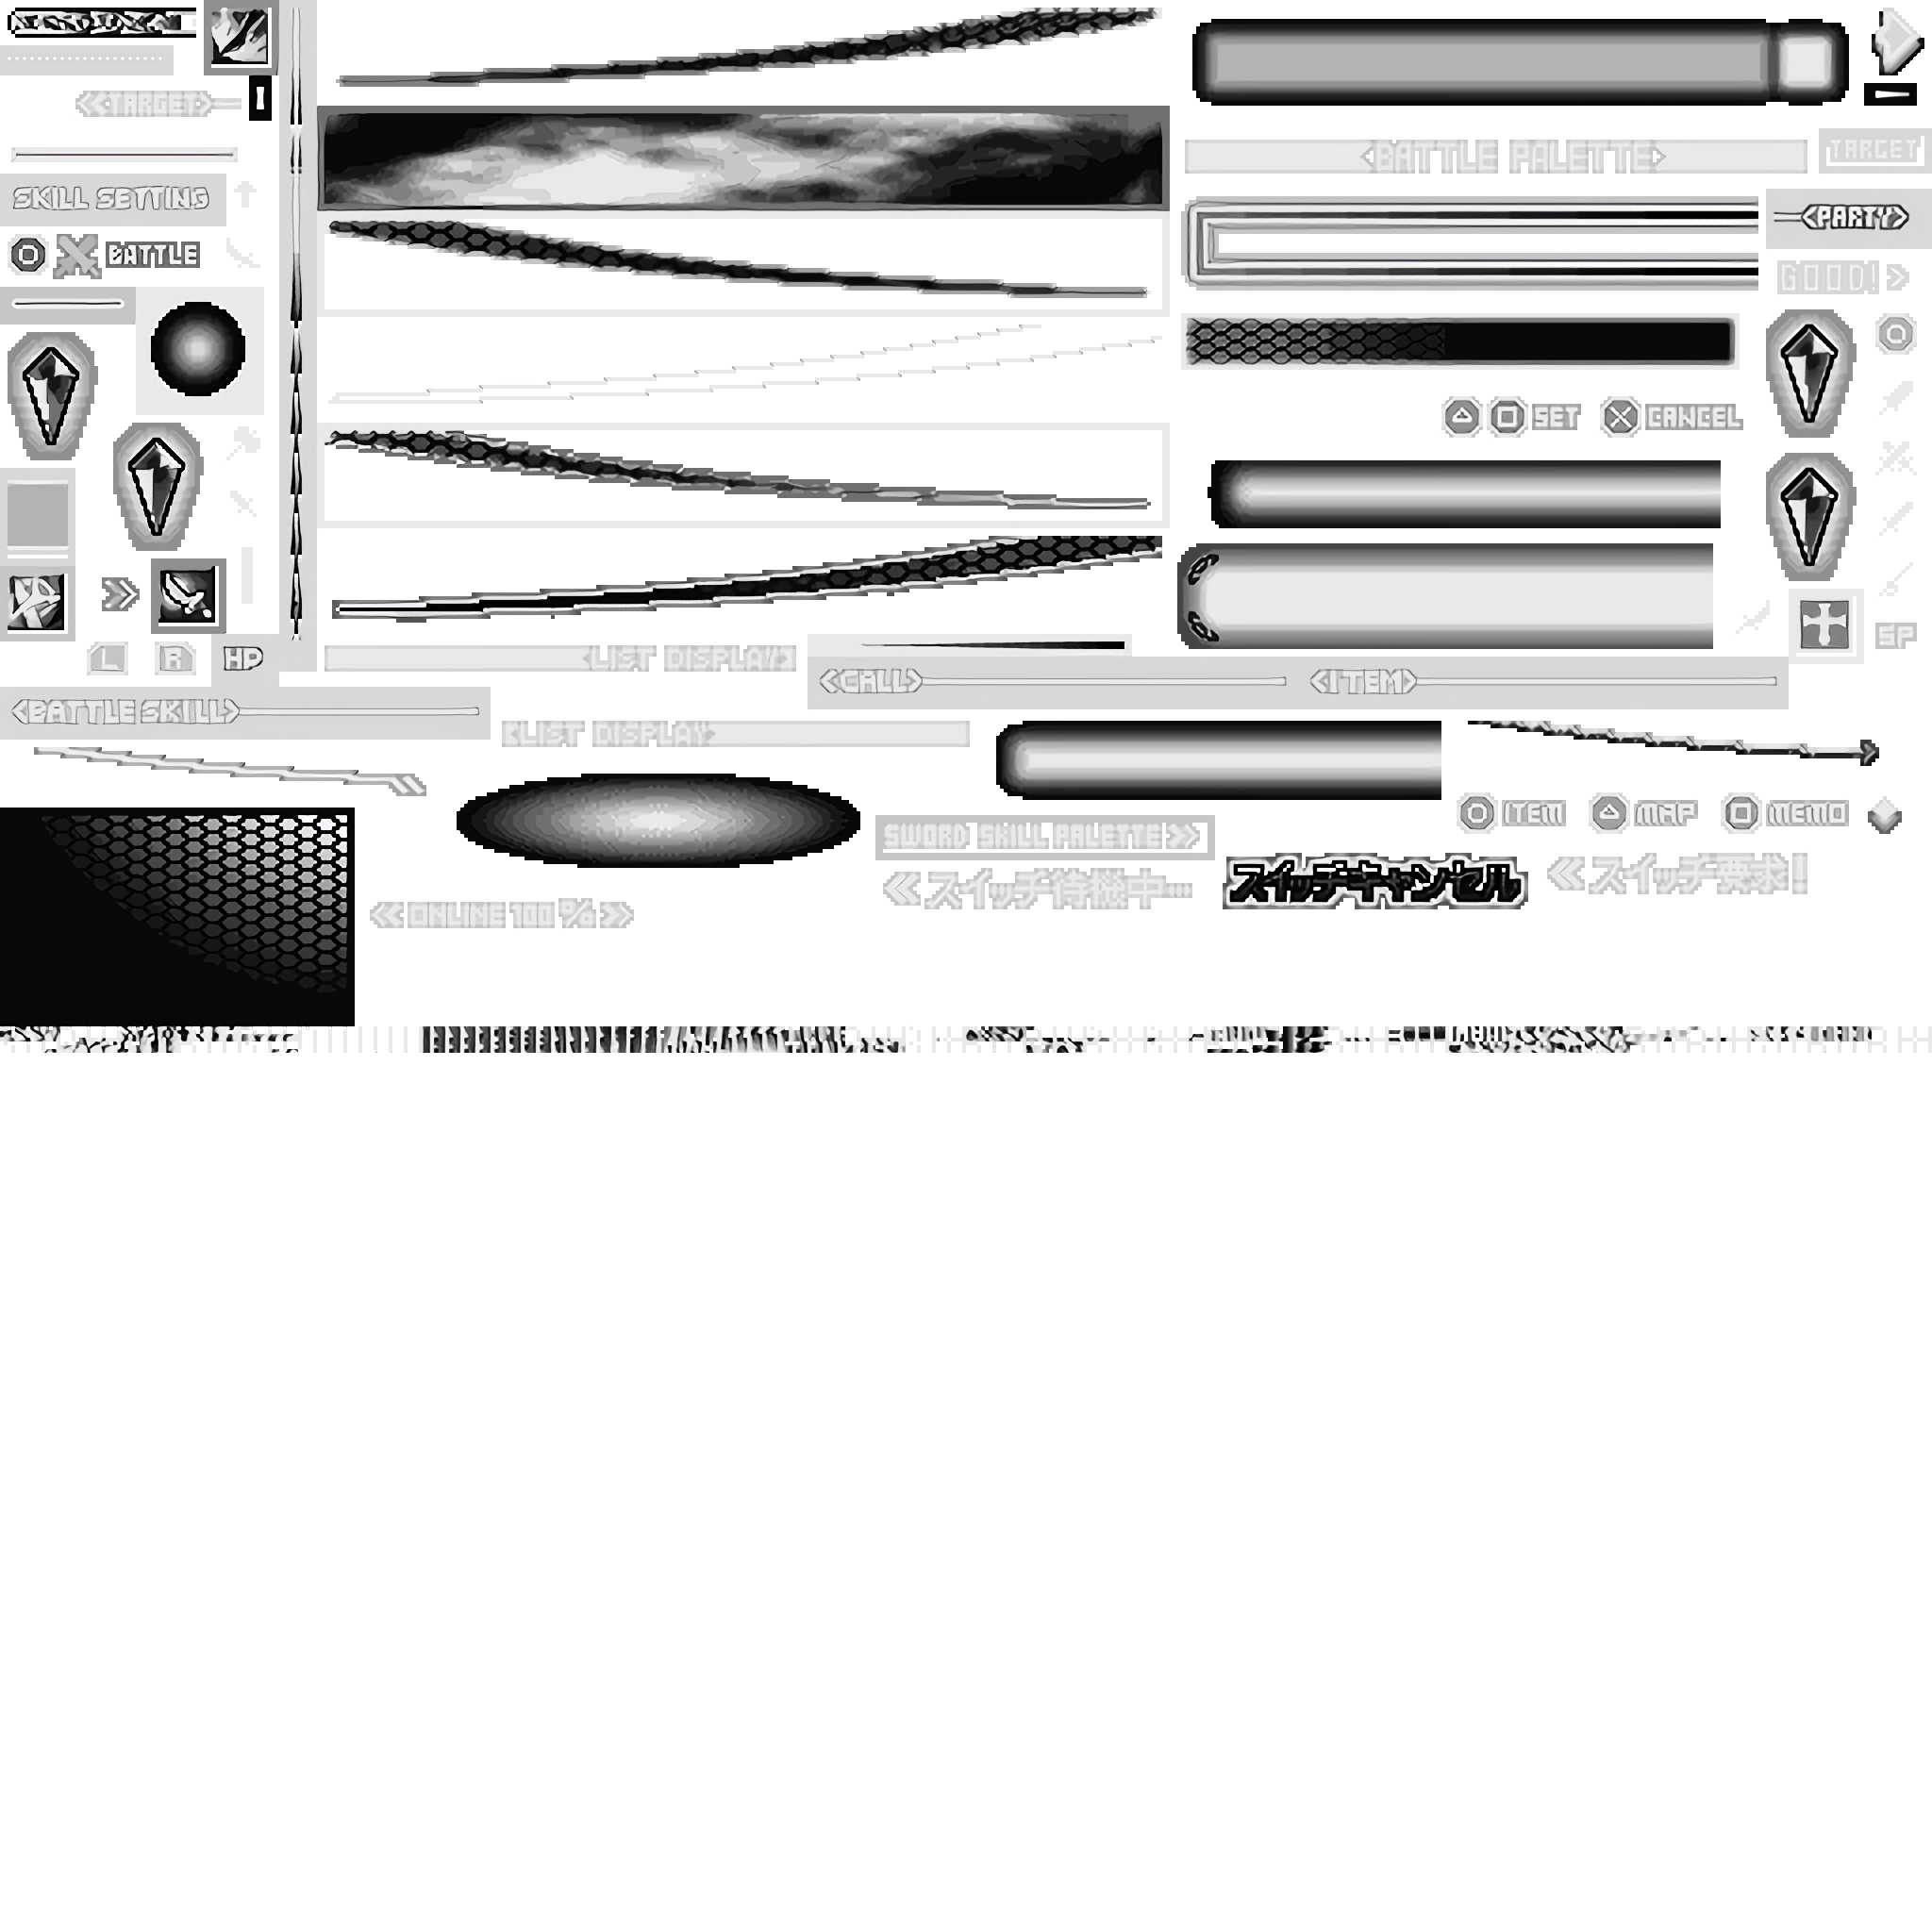 <<TARGET>
<BATTLE PALETTE>
TARGET
SKILL SETTING
<PARTY>
BATTLE
GOOD! >
SET
CANCEL
L
R
HP
<LIST DISPLAY>
SP
<CALL>
<ITEM>
<BATTLE SKILL>
<LIST DISPLAY>
ITEM
MAP
MEMO
SWORD SKILL PALETTE >>
<<スイッチ待機中…
スイッチキャンセル
<<スイッチ要求!
<<ONLINE 100 %>>